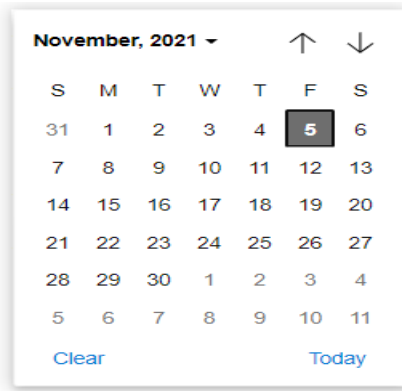 November, 2021
S M T W T F S
31 1 2 3 4 5 6
7 8 9 10 11 12 13
14 15 16 17 18 19 20
21 22 23 24 25 26 27
28 29 30 1 2 3 4
5 6 7 8 9 10 11
Clear Today